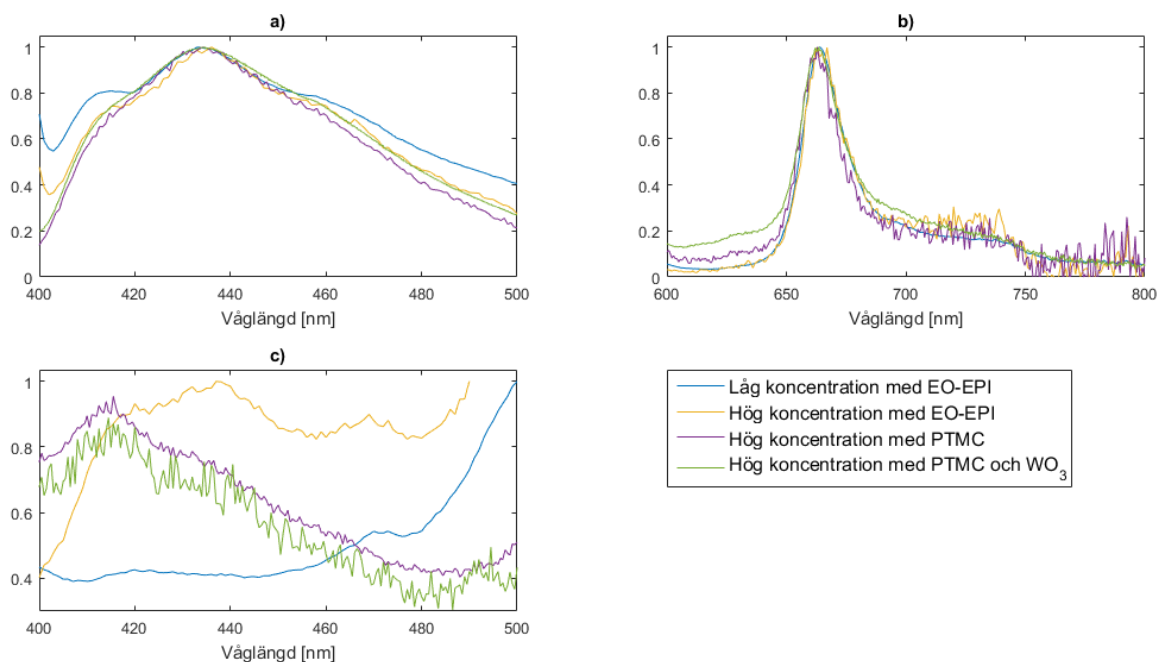 a)
1
0.8
0.6
0.4
0.2
0
400 420 440 460 480 500
Våglängd [nm]
b)
1
0.8
0.6
0.4
0.2
0
600 650 700 750 800
Våglängd [nm]
c)
1
0.8
0.6
0.4
400 420 440 460 480 500
Våglängd [nm]
Låg koncentration med EO-EPI
Hög koncentration med EO-EPI
Hög koncentration med PTMC
Hög koncentration med PTMC och WO3